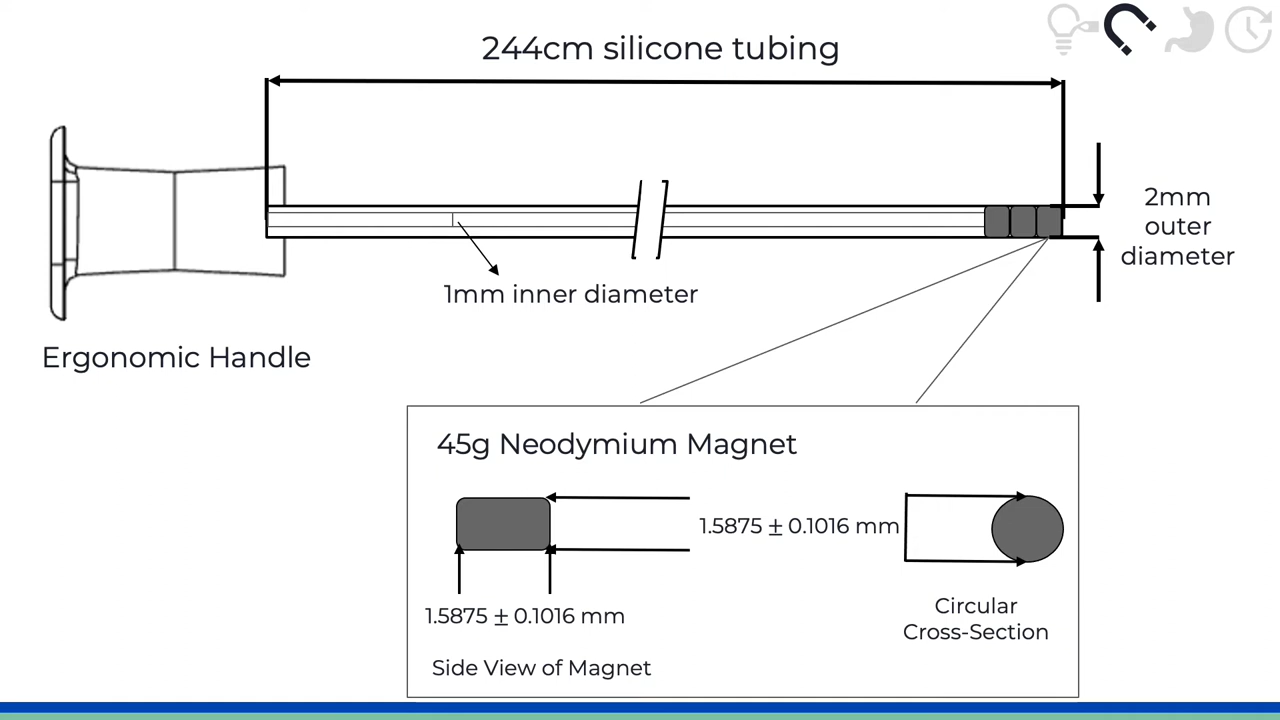 244cm silicone tubing
2mm
outer
diameter
1mm inner diameter
Ergonomic Handle
45g Neodymium Magnet
1.5875 ± 0.1016 mm
1.5875 ± 0.1016 mm
Circular
Cross-Section
Side View of Magnet